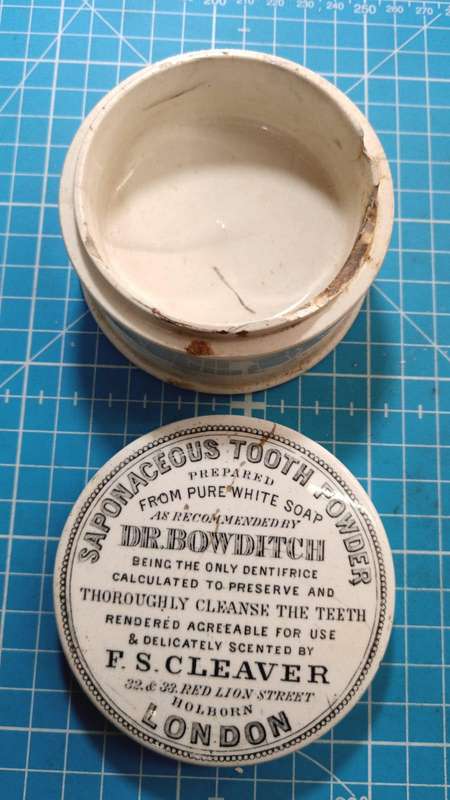 SAPONACEOUS TOOTH POWDER
PREPARED
FROM PURE WHITE SOAP
AS RECOMMENDED BY
DR. BOWDITCH
BEING THE ONLY DENTIFRICE
CALCULATED TO PRESERVE AND
THOROUGHLY CLEANSE THE TEETH
RENDERED AGREEABLE FOR USE
& DELICATELY SCENTED BY
F. S. CLEAVER
32. & 33. RED LION STREET
HOLBORN
LONDON